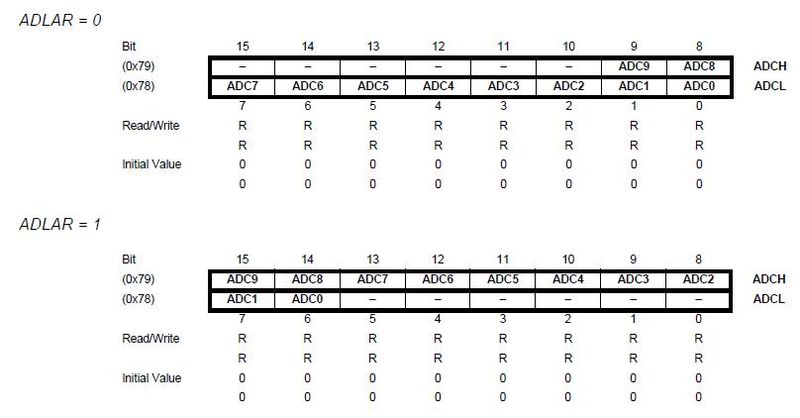 ADLAR = 0
Bit 15 14 13 12 11 10 9 8
(0x79) – – – – – – ADC9 ADC8 ADCH
(0x78) ADC7 ADC6 ADC5 ADC4 ADC3 ADC2 ADC1 ADC0 ADCL
7 6 5 4 3 2 1 0
Read/Write R R R R R R R R
R R R R R R R R
Initial Value 0 0 0 0 0 0 0 0
0 0 0 0 0 0 0 0
ADLAR = 1
Bit 15 14 13 12 11 10 9 8
(0x79) ADC9 ADC8 ADC7 ADC6 ADC5 ADC4 ADC3 ADC2 ADCH
(0x78) ADC1 ADC0 – – – – – – ADCL
7 6 5 4 3 2 1 0
Read/Write R R R R R R R R
R R R R R R R R
Initial Value 0 0 0 0 0 0 0 0
0 0 0 0 0 0 0 0